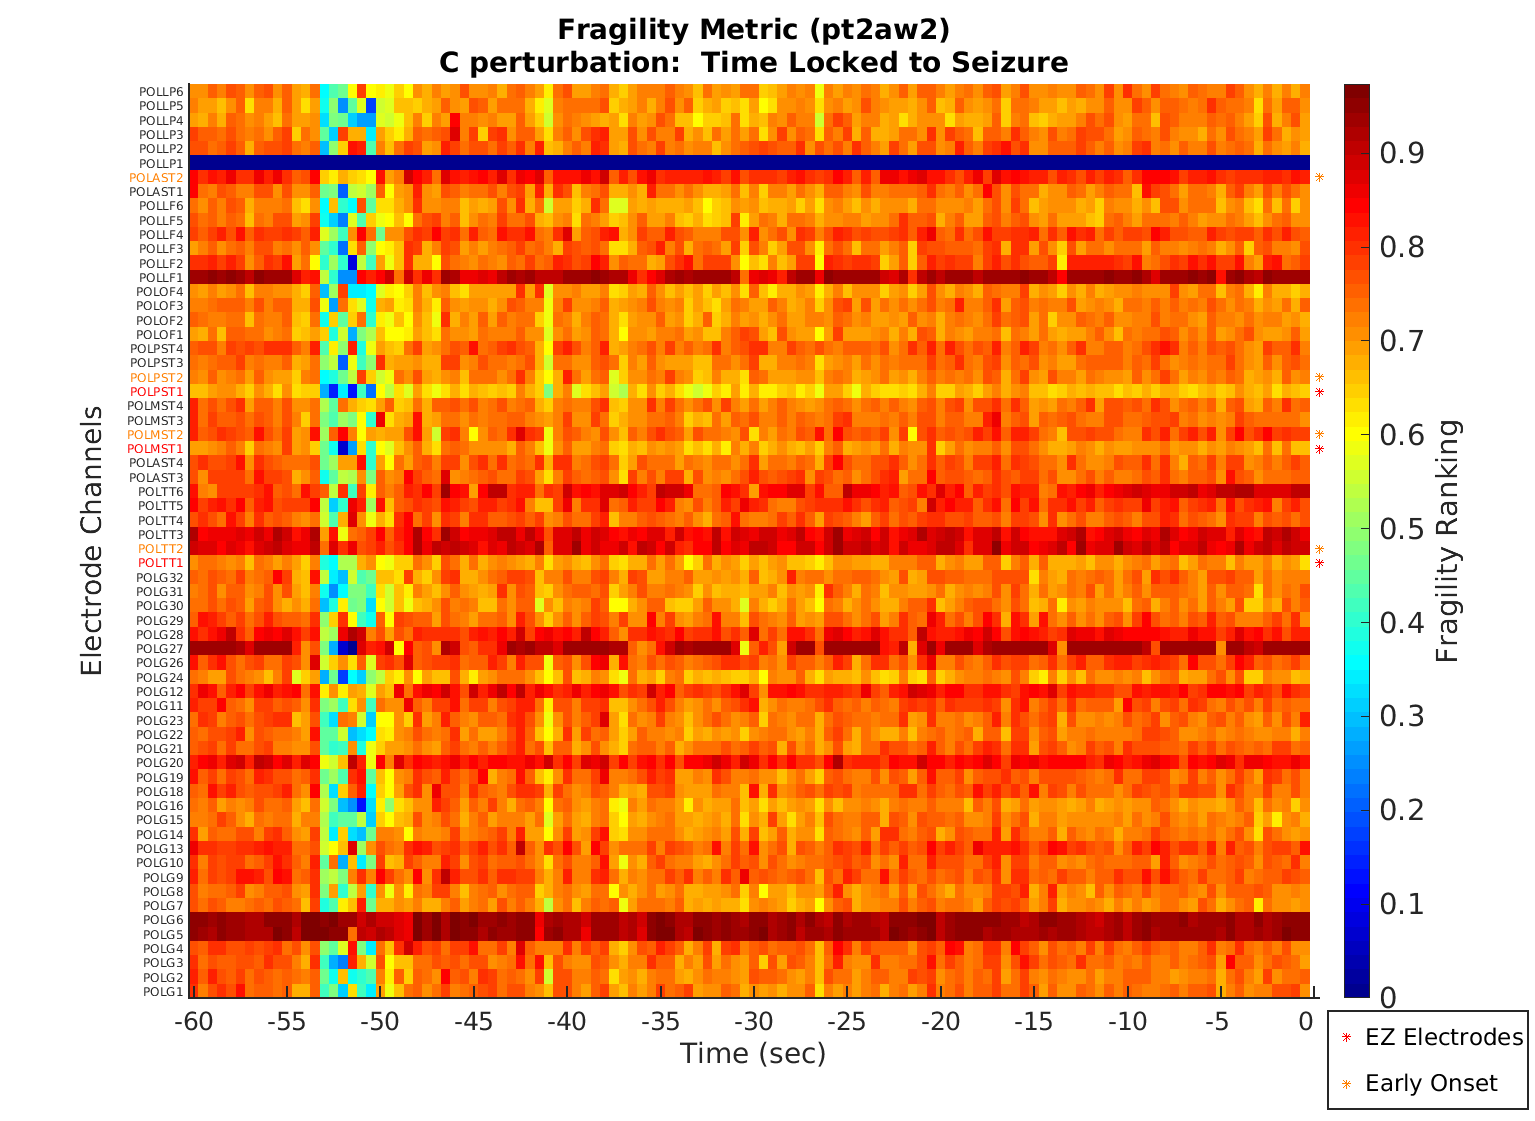 Fragility Metric (pt2aw2)
C perturbation:  Time Locked to Seizure
Electrode Channels
POLLP6
POLLP5
POLLP4
POLLP3
POLLP2
POLLP1
POLAST2
POLAST1
POLLF6
POLLF5
POLLF4
POLLF3
POLLF2
POLLF1
POLOF4
POLOF3
POLOF2
POLOF1
POLPST4
POLPST3
POLPST2
POLPST1
POLMST4
POLMST3
POLMST2
POLMST1
POLAST4
POLAST3
POLTT6
POLTT5
POLTT4
POLTT3
POLTT2
POLTT1
POLG32
POLG31
POLG30
POLG29
POLG28
POLG27
POLG26
POLG24
POLG12
POLG11
POLG23
POLG22
POLG21
POLG20
POLG19
POLG18
POLG16
POLG15
POLG14
POLG13
POLG10
POLG9
POLG8
POLG7
POLG6
POLG5
POLG4
POLG3
POLG2
POLG1
-60 -55 -50 -45 -40 -35 -30 -25 -20 -15 -10 -5 0
Time (sec)
0.9
0.8
0.7
0.6
0.5
0.4
0.3
0.2
0.1
0
Fragility Ranking
EZ Electrodes
Early Onset